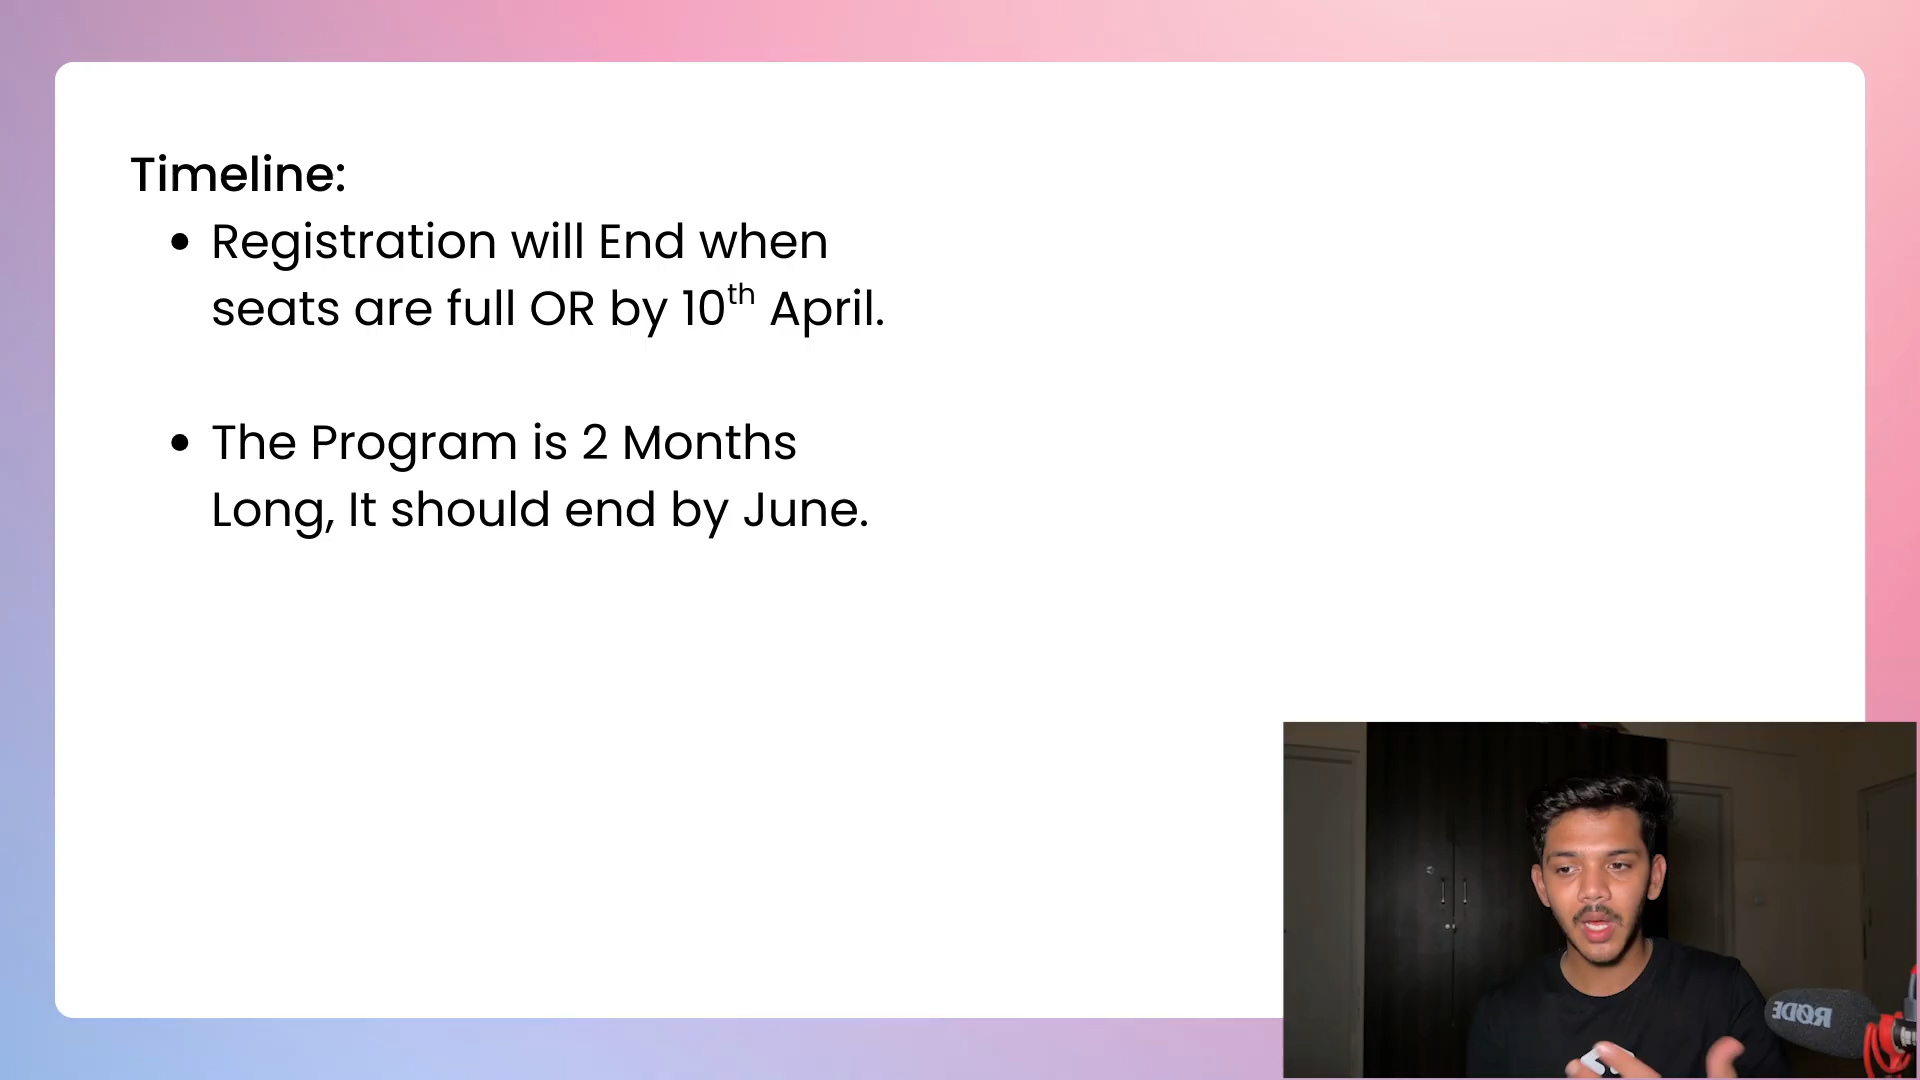 Timeline:
• Registration will End when
seats are full OR by 10th April.
• The Program is 2 Months
Long, It should end by June.
RØDE